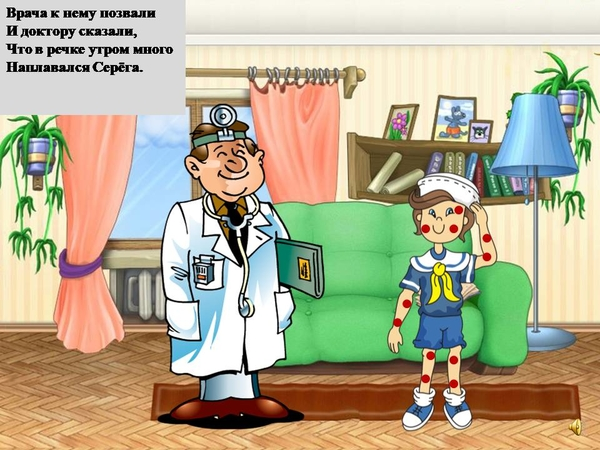 Врача к нему позвали
И доктору сказали,
Что в речке утром много
Наплавался Серёга.